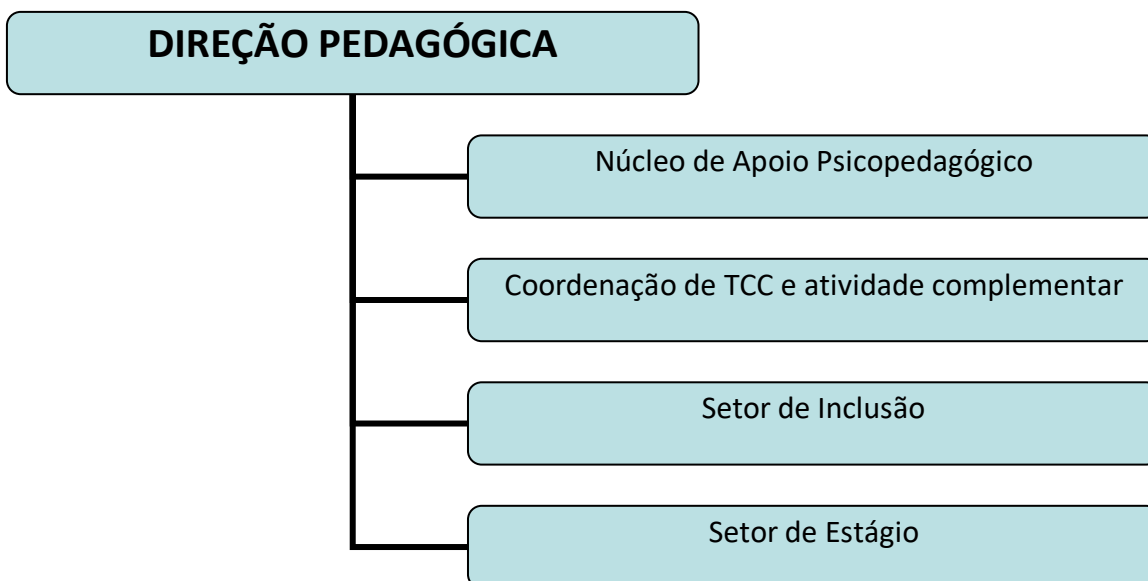 DIREÇÃO PEDAGÓGICA
Núcleo de Apoio Psicopedagógico
Coordenação de TCC e atividade complementar
Setor de Inclusão
Setor de Estágio